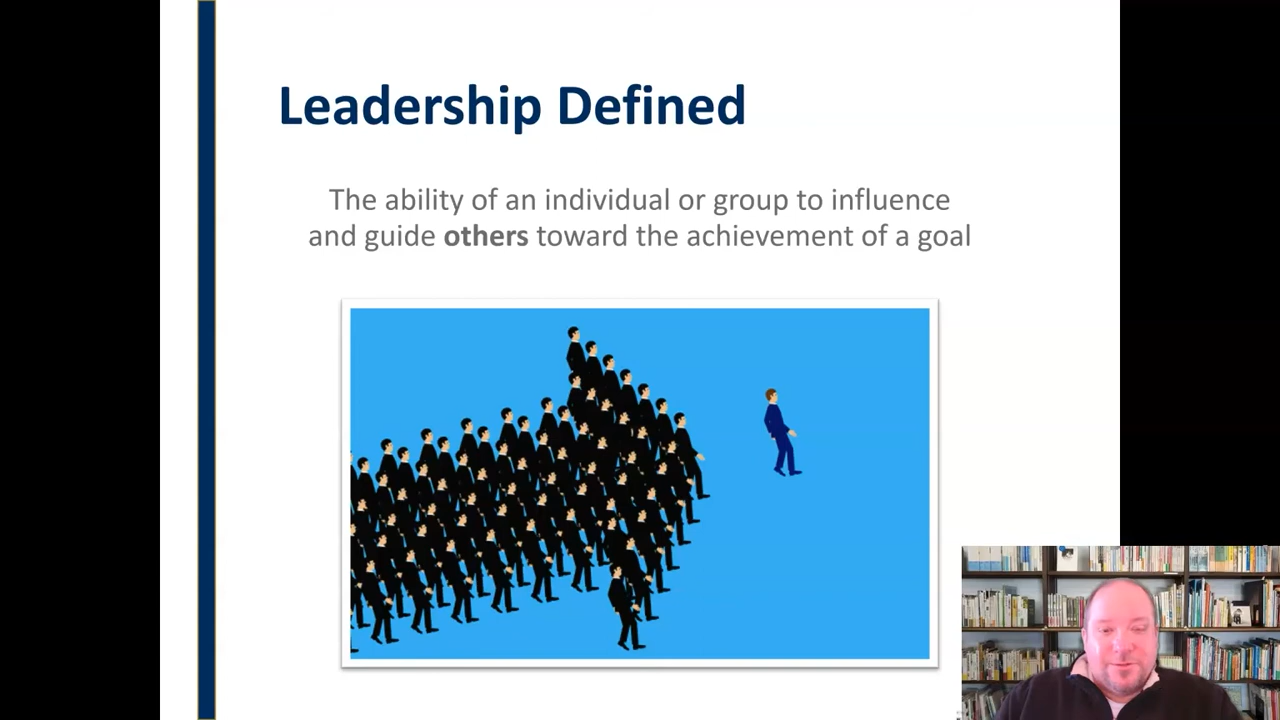 Leadership Defined
The ability of an individual or group to influence
and guide others toward the achievement of a goal